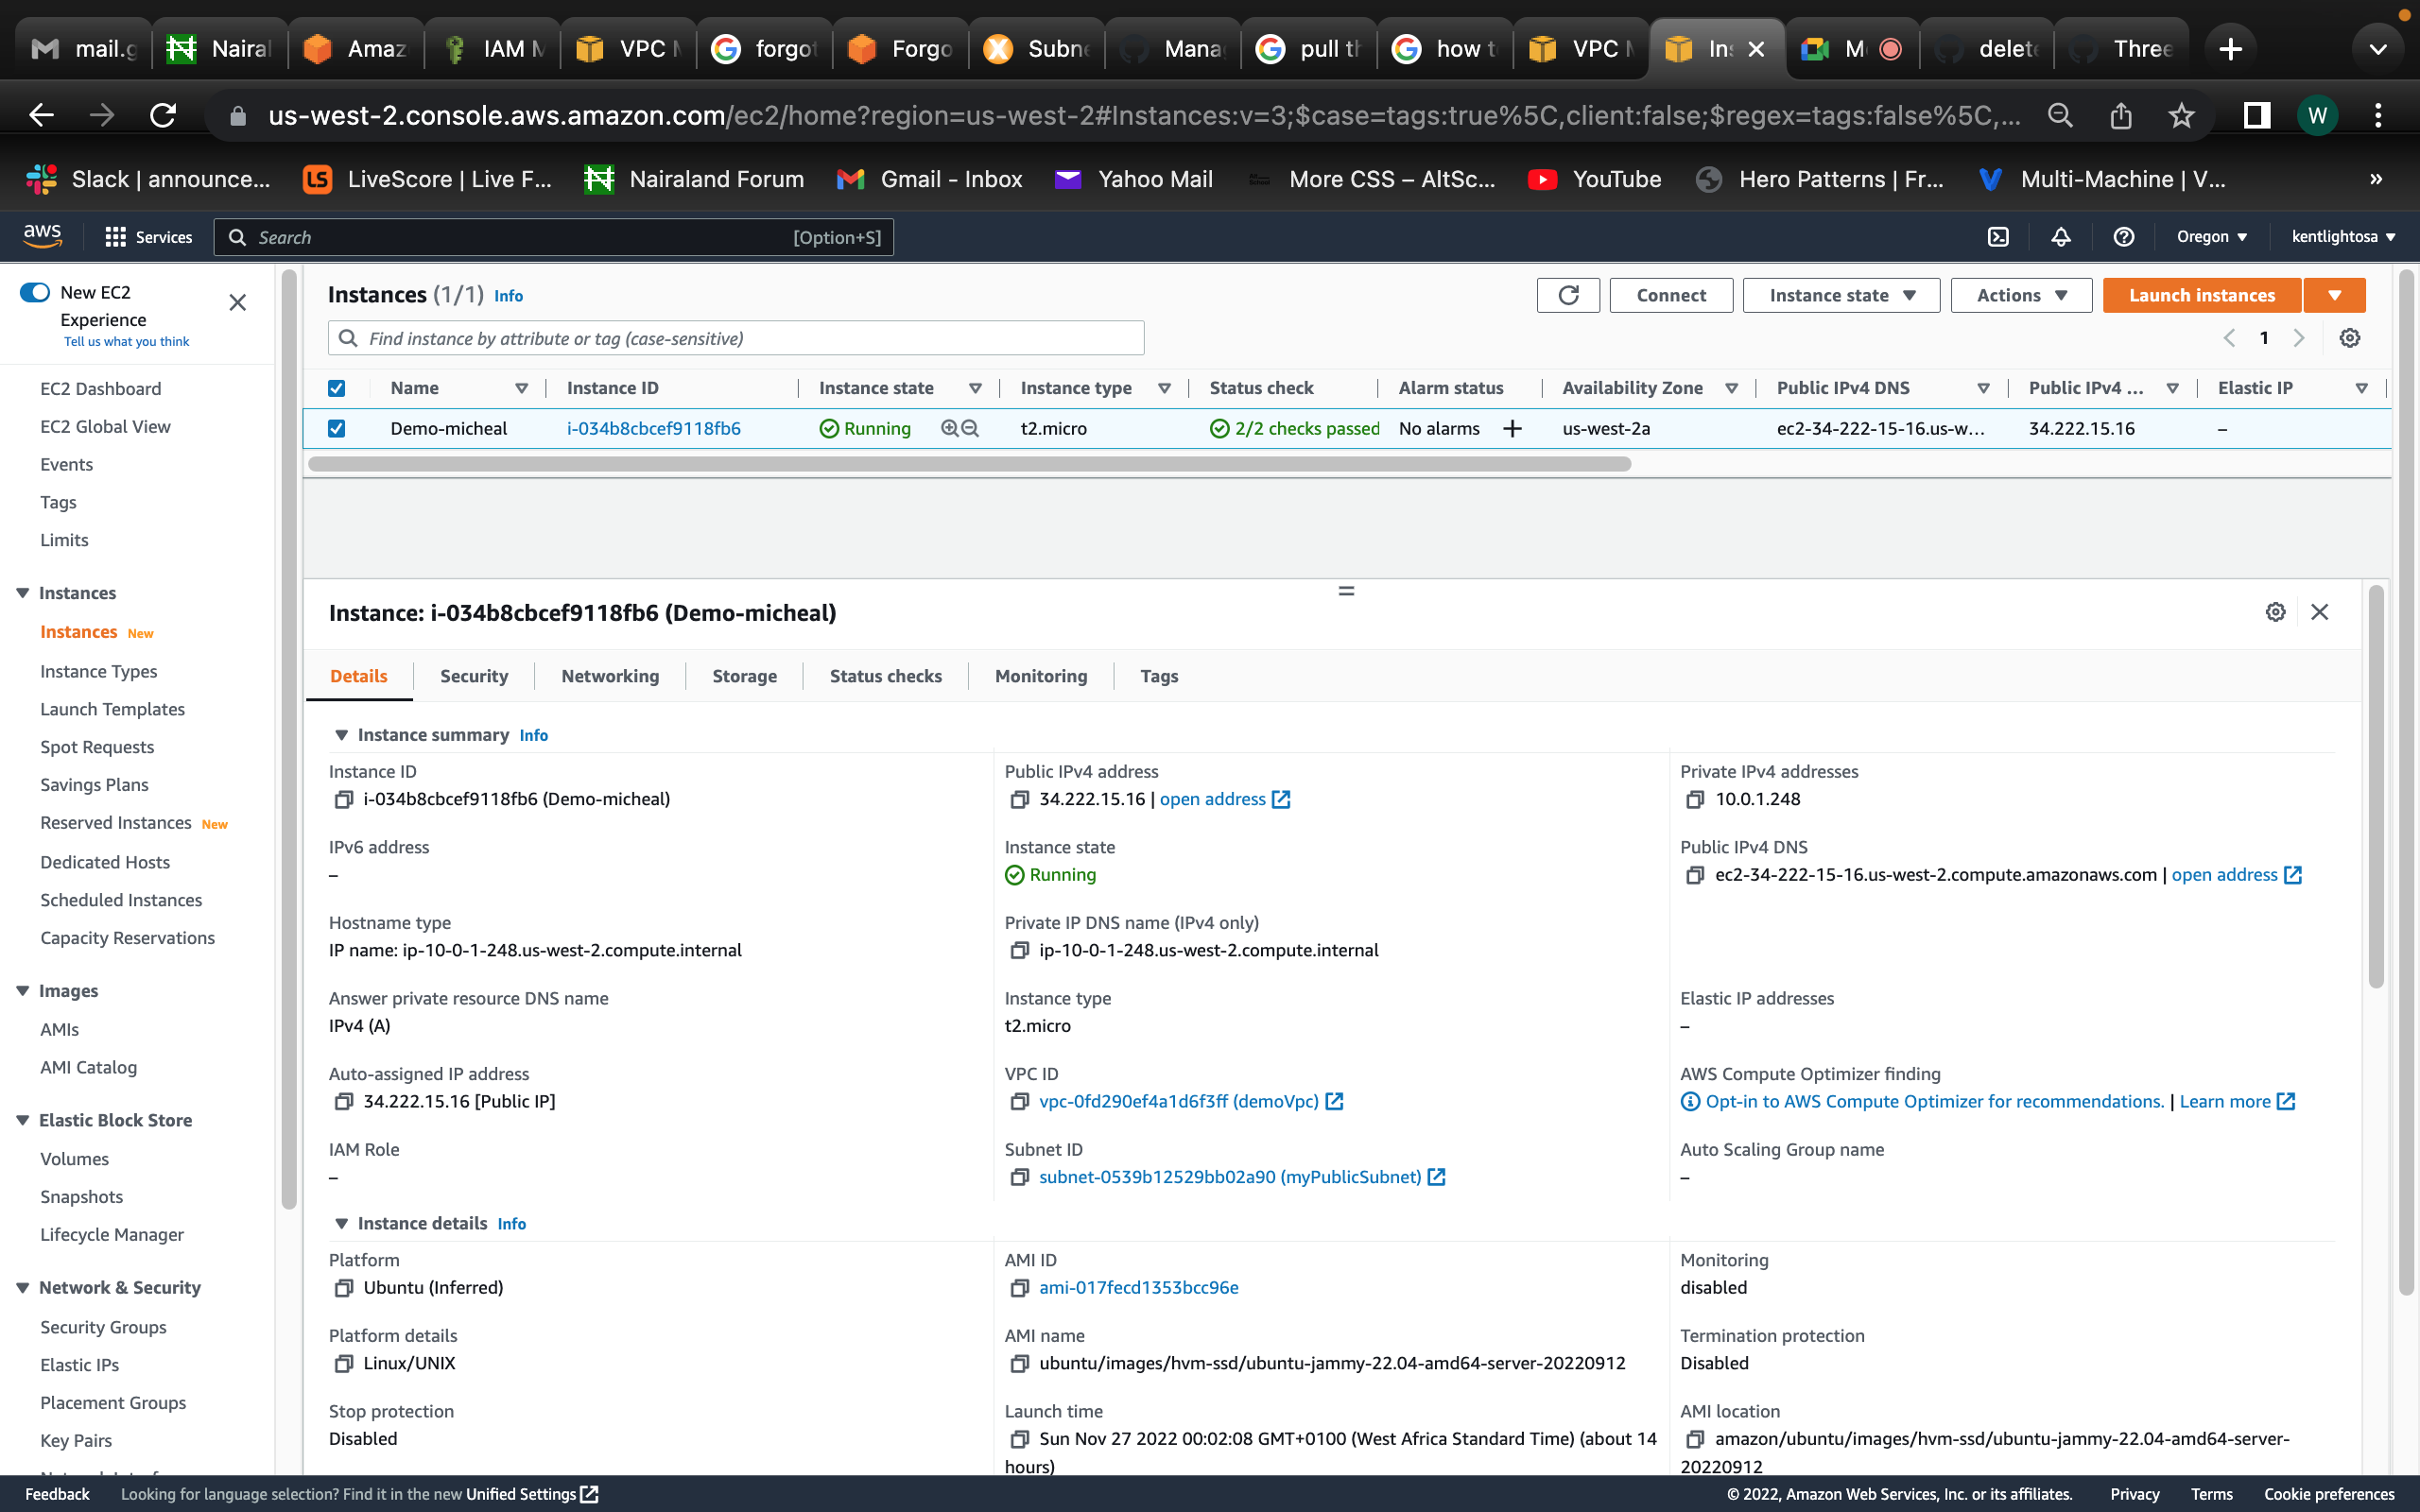 mail.g
Nairal
Amaz
IAM M
VPC M
forgot
Forgo
Subne
Mana
pull th
how to
VPC M
Ins
M
delete
Three
us-west-2.console.aws.amazon.com/ec2/home?region=us-west-2#Instances:v=3;$case=tags:true%5C,client:false;$regex=tags:false%5C,...
W
Slack | announce...
LiveScore | Live F...
Nairaland Forum
Gmail - Inbox
Yahoo Mail
More CSS – AltSc...
YouTube
Hero Patterns | Fr...
Multi-Machine | V...
»
aws
Services
Search
[Option+S]
Oregon
kentlightosa
New EC2
Experience
Tell us what you think
EC2 Dashboard
EC2 Global View
Events
Tags
Limits
Instances
Instances New
Instance Types
Launch Templates
Spot Requests
Savings Plans
Reserved Instances New
Dedicated Hosts
Scheduled Instances
Capacity Reservations
Images
AMIs
AMI Catalog
Elastic Block Store
Volumes
Snapshots
Lifecycle Manager
Network & Security
Security Groups
Elastic IPs
Placement Groups
Key Pairs
Instances (1/1) Info
Connect
Instance state
Actions
Launch instances
Find instance by attribute or tag (case-sensitive)
1
Name
Instance ID
Instance state
Instance type
Status check
Alarm status
Availability Zone
Public IPv4 DNS
Public IPv4 ...
Elastic IP
Demo-micheal
i-034b8cbcef9118fb6
Running
t2.micro
2/2 checks passed
No alarms
us-west-2a
ec2-34-222-15-16.us-w...
34.222.15.16
–
Instance: i-034b8cbcef9118fb6 (Demo-micheal)
Details
Security
Networking
Storage
Status checks
Monitoring
Tags
Instance summary Info
Instance ID
i-034b8cbcef9118fb6 (Demo-micheal)
Public IPv4 address
34.222.15.16 | open address
Private IPv4 addresses
10.0.1.248
IPv6 address
–
Instance state
Running
Public IPv4 DNS
ec2-34-222-15-16.us-west-2.compute.amazonaws.com | open address
Hostname type
IP name: ip-10-0-1-248.us-west-2.compute.internal
Private IP DNS name (IPv4 only)
ip-10-0-1-248.us-west-2.compute.internal
Answer private resource DNS name
IPv4 (A)
Instance type
t2.micro
Elastic IP addresses
–
Auto-assigned IP address
34.222.15.16 [Public IP]
VPC ID
vpc-0fd290ef4a1d6f3ff (demoVpc)
AWS Compute Optimizer finding
Opt-in to AWS Compute Optimizer for recommendations. | Learn more
IAM Role
–
Subnet ID
subnet-0539b12529bb02a90 (myPublicSubnet)
Auto Scaling Group name
–
Instance details Info
Platform
Ubuntu (Inferred)
AMI ID
ami-017fecd1353bcc96e
Monitoring
disabled
Platform details
Linux/UNIX
AMI name
ubuntu/images/hvm-ssd/ubuntu-jammy-22.04-amd64-server-20220912
Termination protection
Disabled
Stop protection
Disabled
Launch time
Sun Nov 27 2022 00:02:08 GMT+0100 (West Africa Standard Time) (about 14
hours)
AMI location
amazon/ubuntu/images/hvm-ssd/ubuntu-jammy-22.04-amd64-server-
20220912
Feedback
Looking for language selection? Find it in the new Unified Settings
© 2022, Amazon Web Services, Inc. or its affiliates.
Privacy
Terms
Cookie preferences